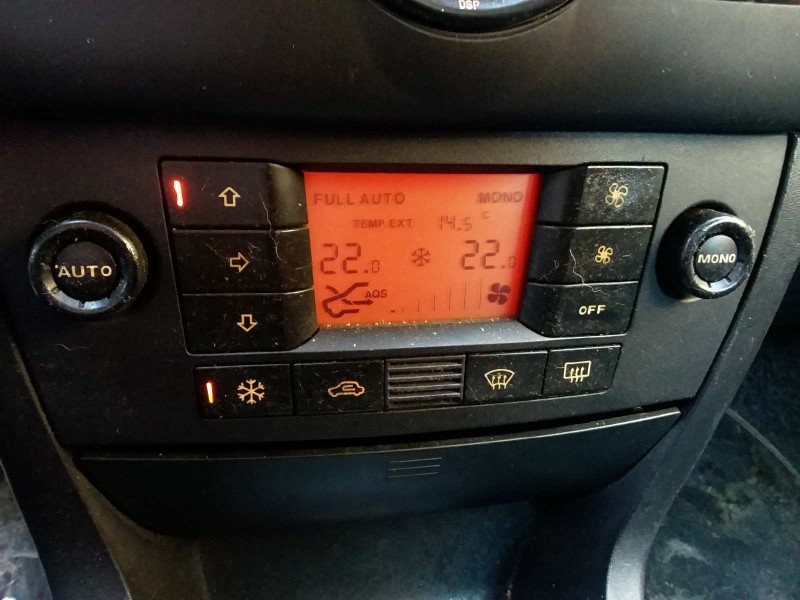 DSP
FULL AUTO MONO
TEMP. EXT. 14.5 °C
AUTO 22.0 22.0 MONO
AQS
OFF